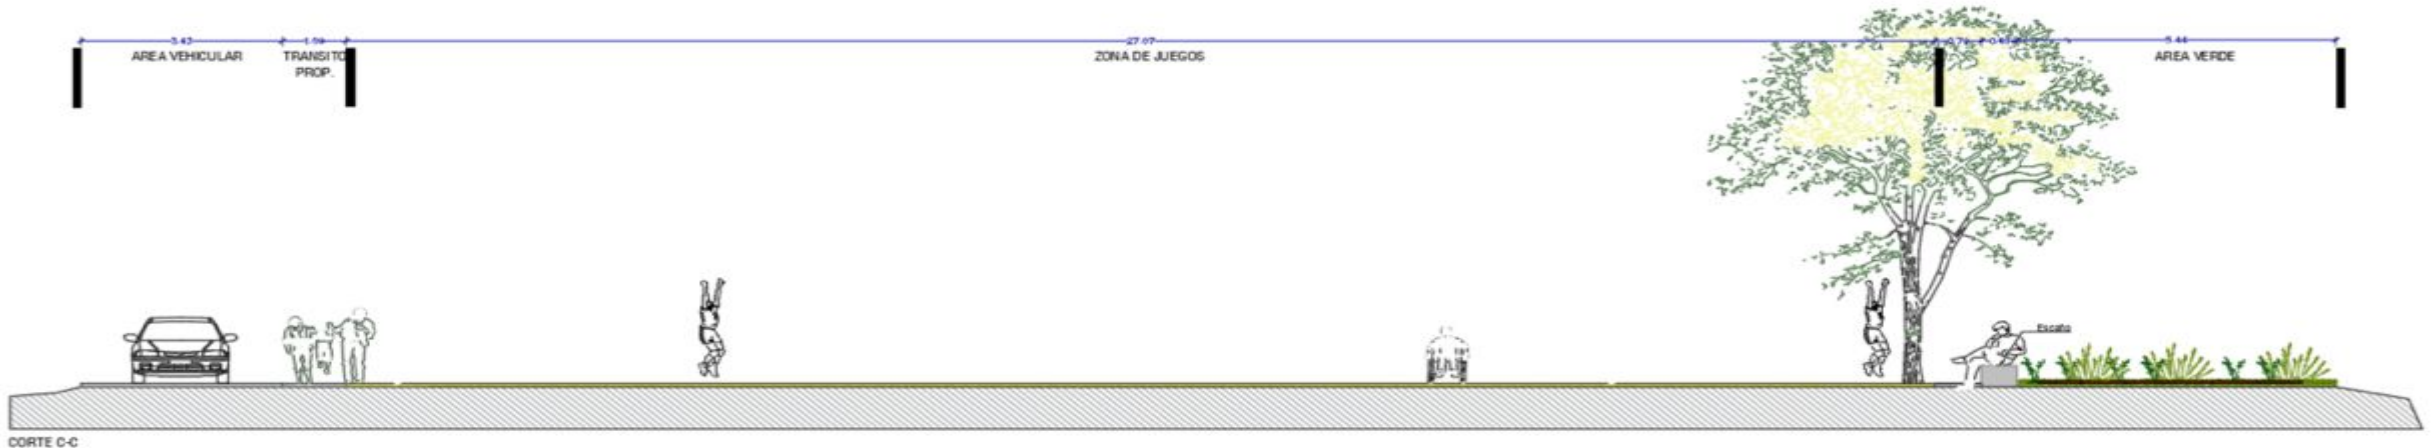 27.07
AREA VEHICULAR
TRANSITO
PROP.
ZONA DE JUEGOS
AREA VERDE
Escaño
CORTE C-C